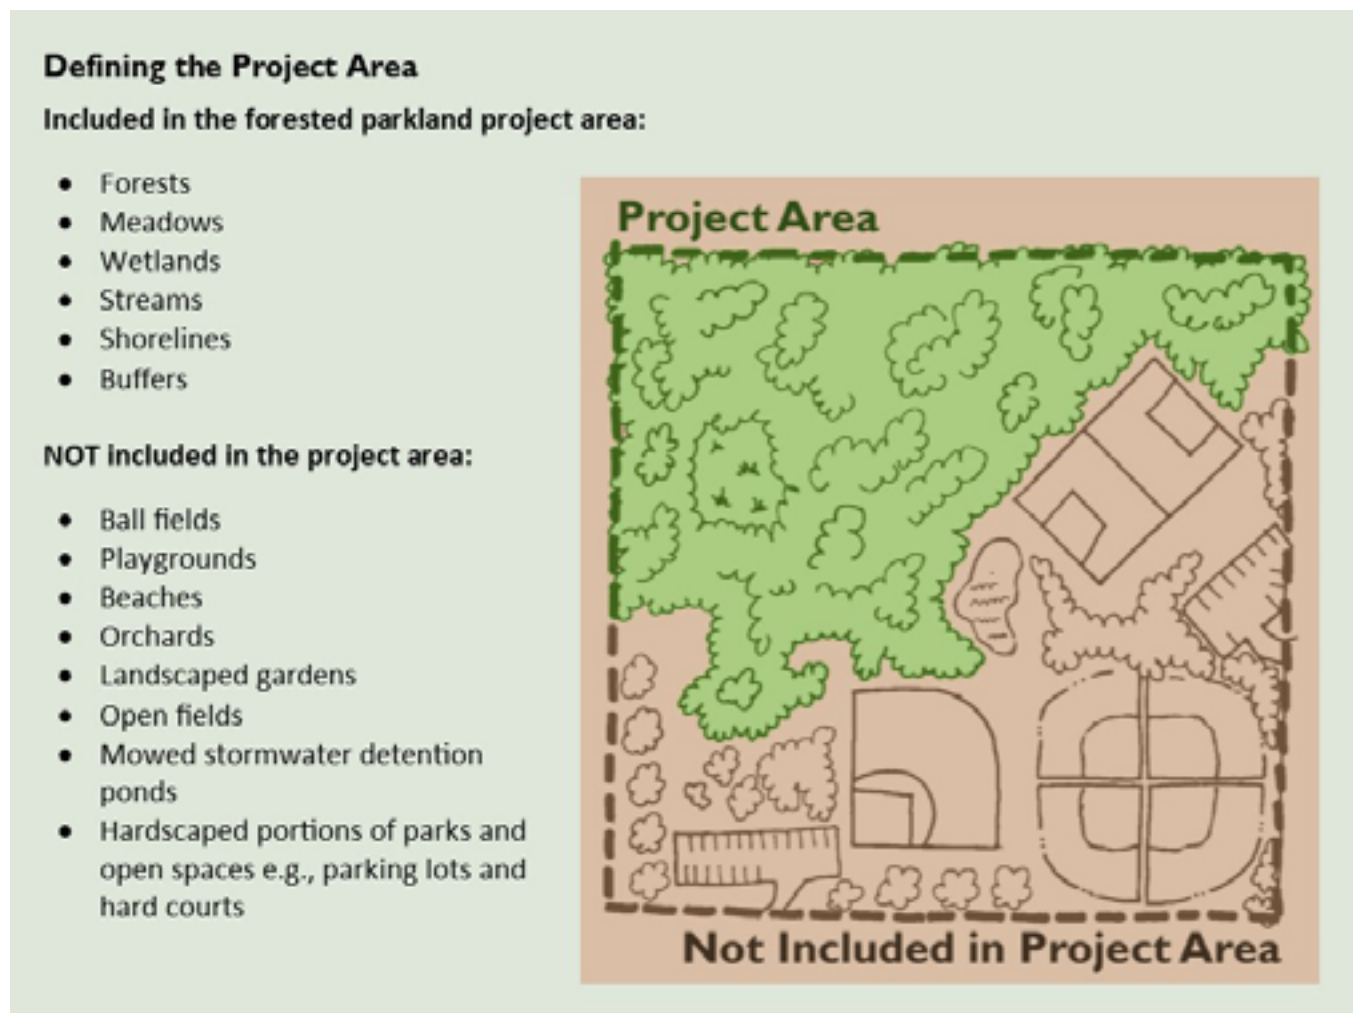 Defining the Project Area
Included in the forested parkland project area:
● Forests
● Meadows
● Wetlands
● Streams
● Shorelines
● Buffers
NOT included in the project area:
● Ball fields
● Playgrounds
● Beaches
● Orchards
● Landscaped gardens
● Open fields
● Mowed stormwater detention
ponds
● Hardscaped portions of parks and
open spaces e.g., parking lots and
hard courts
Project Area
Not Included in Project Area